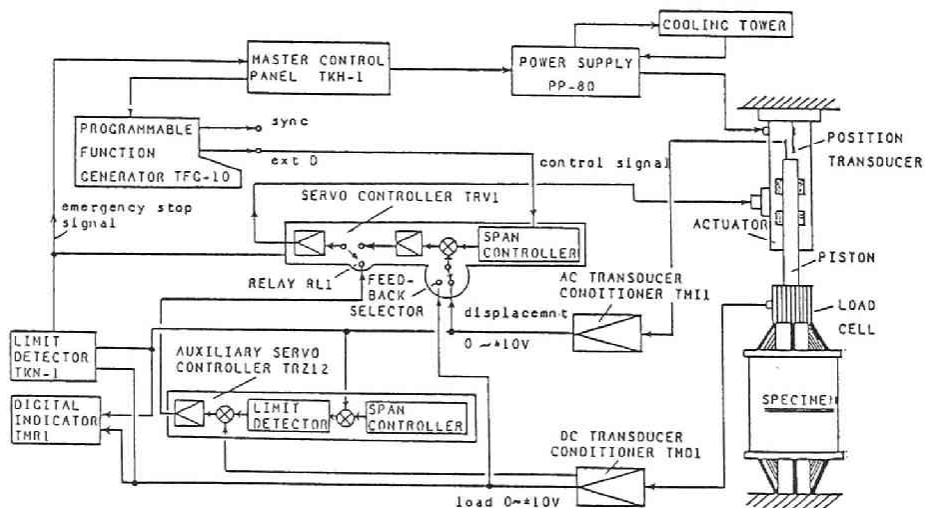 COOLING TOWER
MASTER CONTROL
PANEL TKH-1
POWER SUPPLY
PP-80
PROGRAMMABLE
FUNCTION
GENERATOR TFG-10
sync
ext D
control signal
POSITION
TRANSDUCER
SERVO CONTROLLER TRV1
emergency stop
signal
SPAN
CONTROLLER
ACTUATOR
PISTON
RELAY RL1
FEED-
BACK
SELECTOR
AC TRANSDUCER
CONDITIONER TMI1
displacemnt
0 ~ ±10V
LOAD
CELL
LIMIT
DETECTOR
TKN-1
AUXILIARY SERVO
CONTROLLER TRZ12
DIGITAL
INDICATOR
TMR1
LIMIT
DETECTOR
SPAN
CONTROLLER
SPECIMEN
DC TRANSDUCER
CONDITIONER TMD1
load 0~±10V